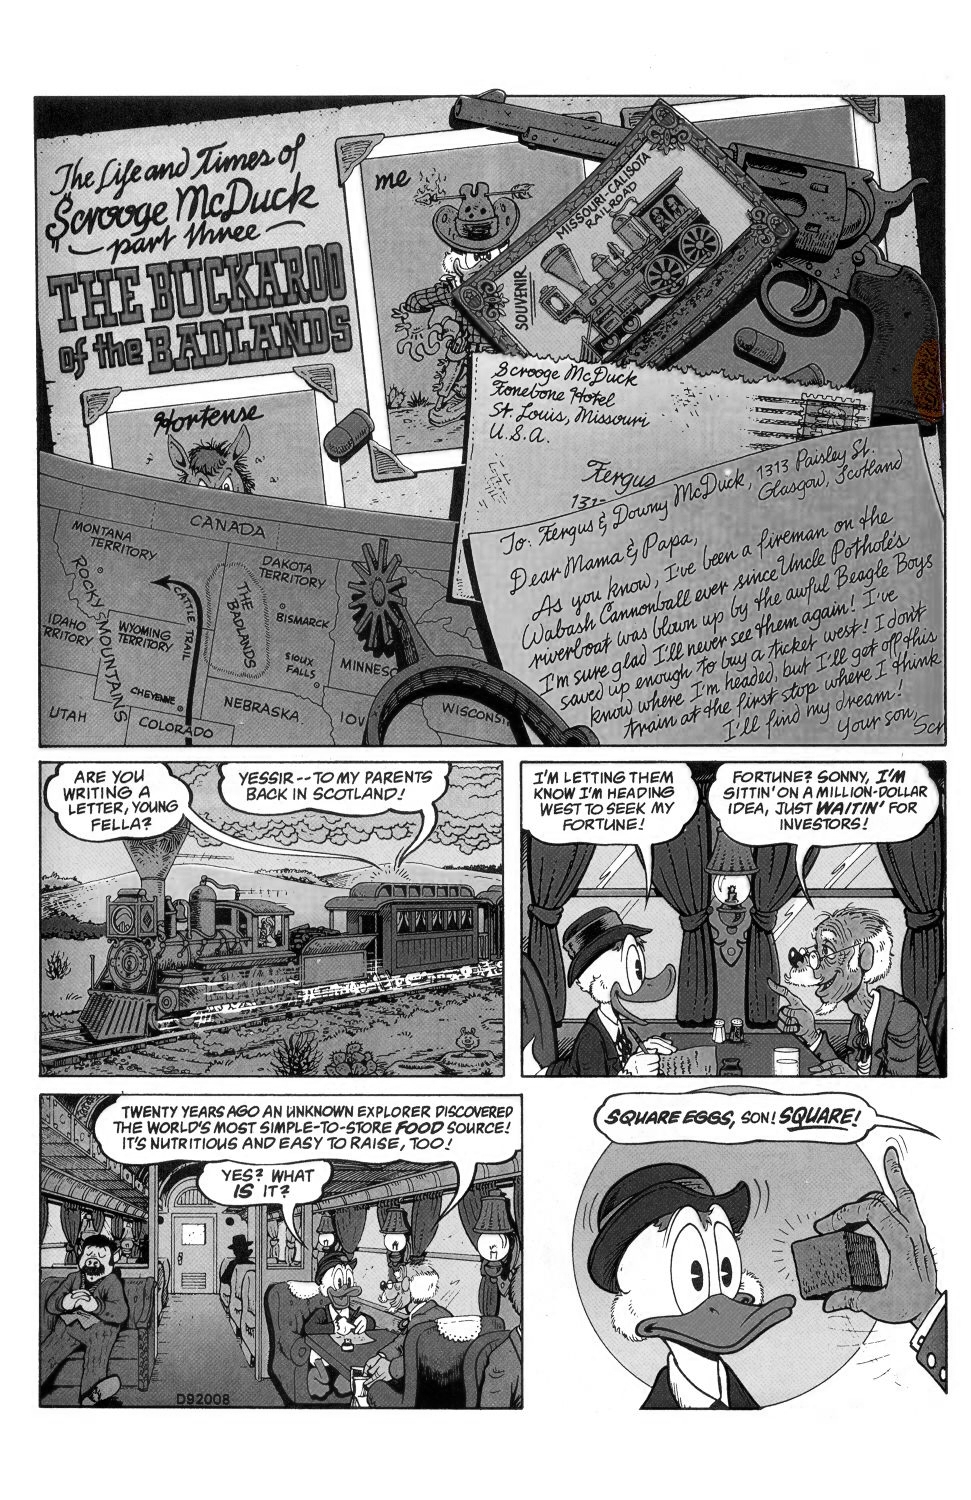 The Life and Times of
$crooge McDuck
part three
THE BUCKAROO
of the BADLANDS
me
Hortense
MISSOURI-CALISOTA
RAILROAD
SOUVENIR
Scrooge McDuck
Fonebone Hotel
St. Louis, Missouri
U.S.A.
Fergus
131
To: Fergus & Downy McDuck, 1313 Paisley St.
Glasgow, Scotland
Dear Mama & Papa,
As you know, I've been a fireman on the
Wabash Cannonball ever since Uncle Pothole's
riverboat was blown up by the awful Beagle Boys
I'm sure glad I'll never see them again! I've
saved up enough to buy a ticket west! I don't
know where I'm headed, but I'll get off this
train at the first stop where I think
I'll find my dream!
Your son,
Scr
CANADA
MONTANA
TERRITORY
DAKOTA
TERRITORY
ROCKY MOUNTAINS
THE
BADLANDS
CATTLE TRAIL
BISMARCK
IDAHO
RRITORY
WYOMING
TERRITORY
SIOUX
FALLS
MINNESO
CHEYENNE
NEBRASKA
WISCONSI
UTAH
COLORADO
IOW
ARE YOU
WRITING A
LETTER, YOUNG
FELLA?
YESSIR--TO MY PARENTS
BACK IN SCOTLAND!
I'M LETTING THEM
KNOW I'M HEADING
WEST TO SEEK MY
FORTUNE!
FORTUNE? SONNY, I'M
SITTIN' ON A MILLION-DOLLAR
IDEA, JUST WAITIN' FOR
INVESTORS!
TWENTY YEARS AGO AN UNKNOWN EXPLORER DISCOVERED
THE WORLD'S MOST SIMPLE-TO-STORE FOOD SOURCE!
IT'S NUTRITIOUS AND EASY TO RAISE, TOO!
YES? WHAT
IS IT?
D92008
SQUARE EGGS, SON! SQUARE!